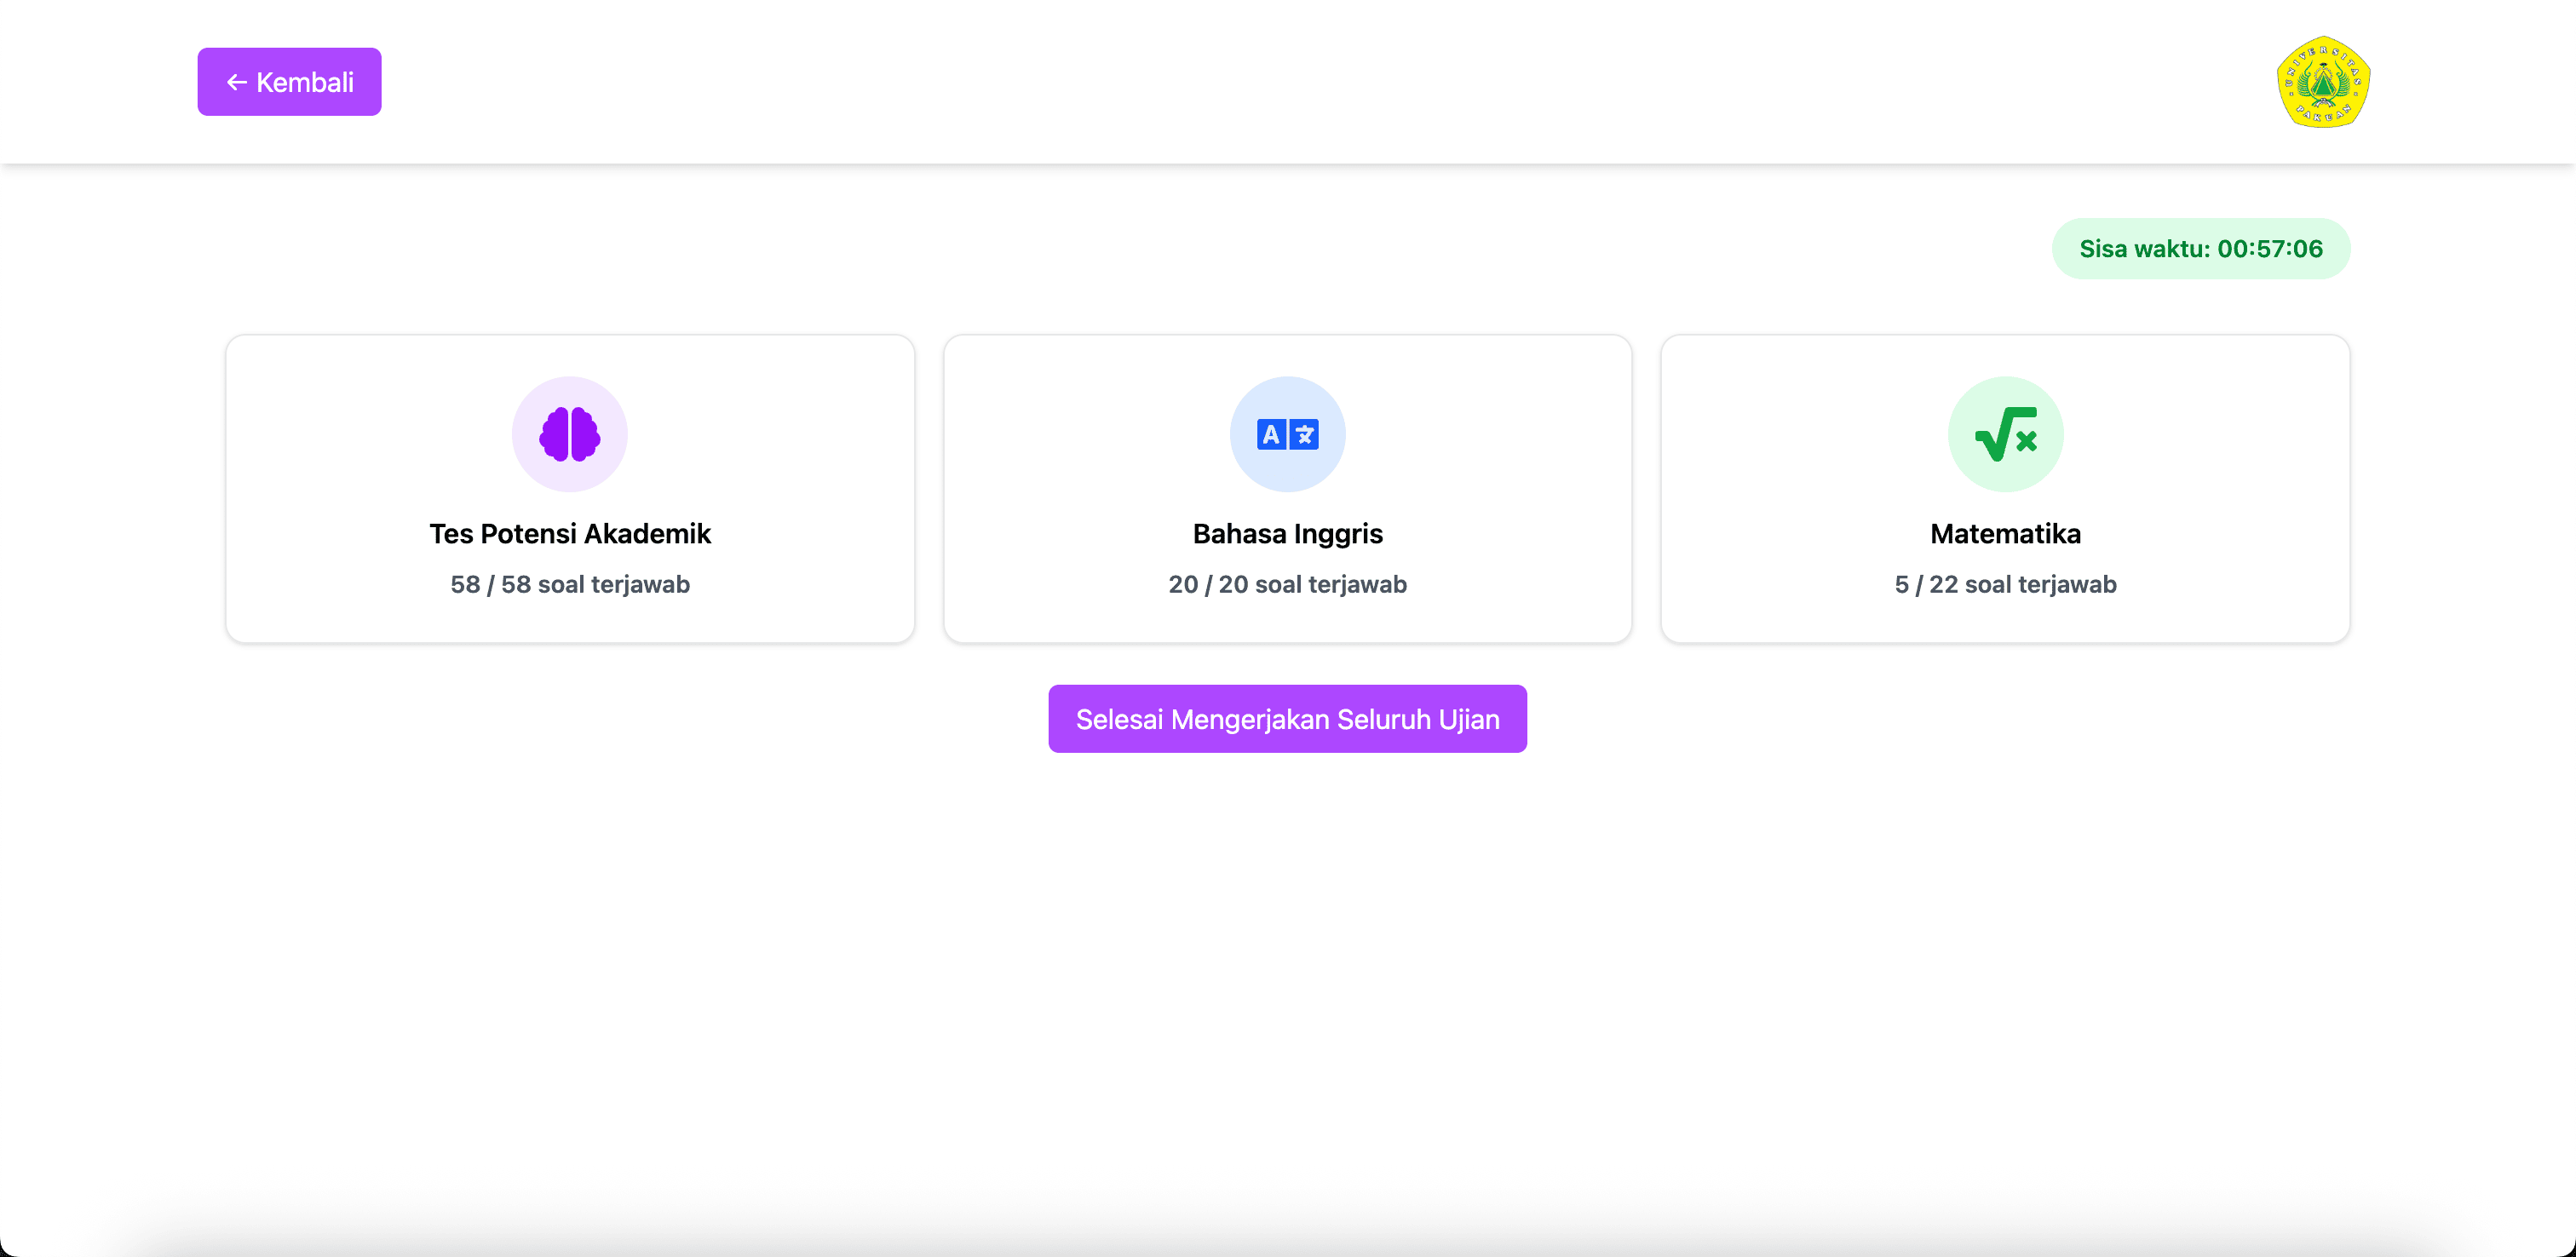 ← Kembali
UNIVERSITAS
PAKUAN
Sisa waktu: 00:57:06
A 文
Tes Potensi Akademik
58 / 58 soal terjawab
Bahasa Inggris
20 / 20 soal terjawab
Matematika
5 / 22 soal terjawab
Selesai Mengerjakan Seluruh Ujian